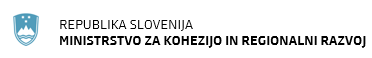 REPUBLIKA SLOVENIJA
MINISTRSTVO ZA KOHEZIJO IN REGIONALNI RAZVOJ